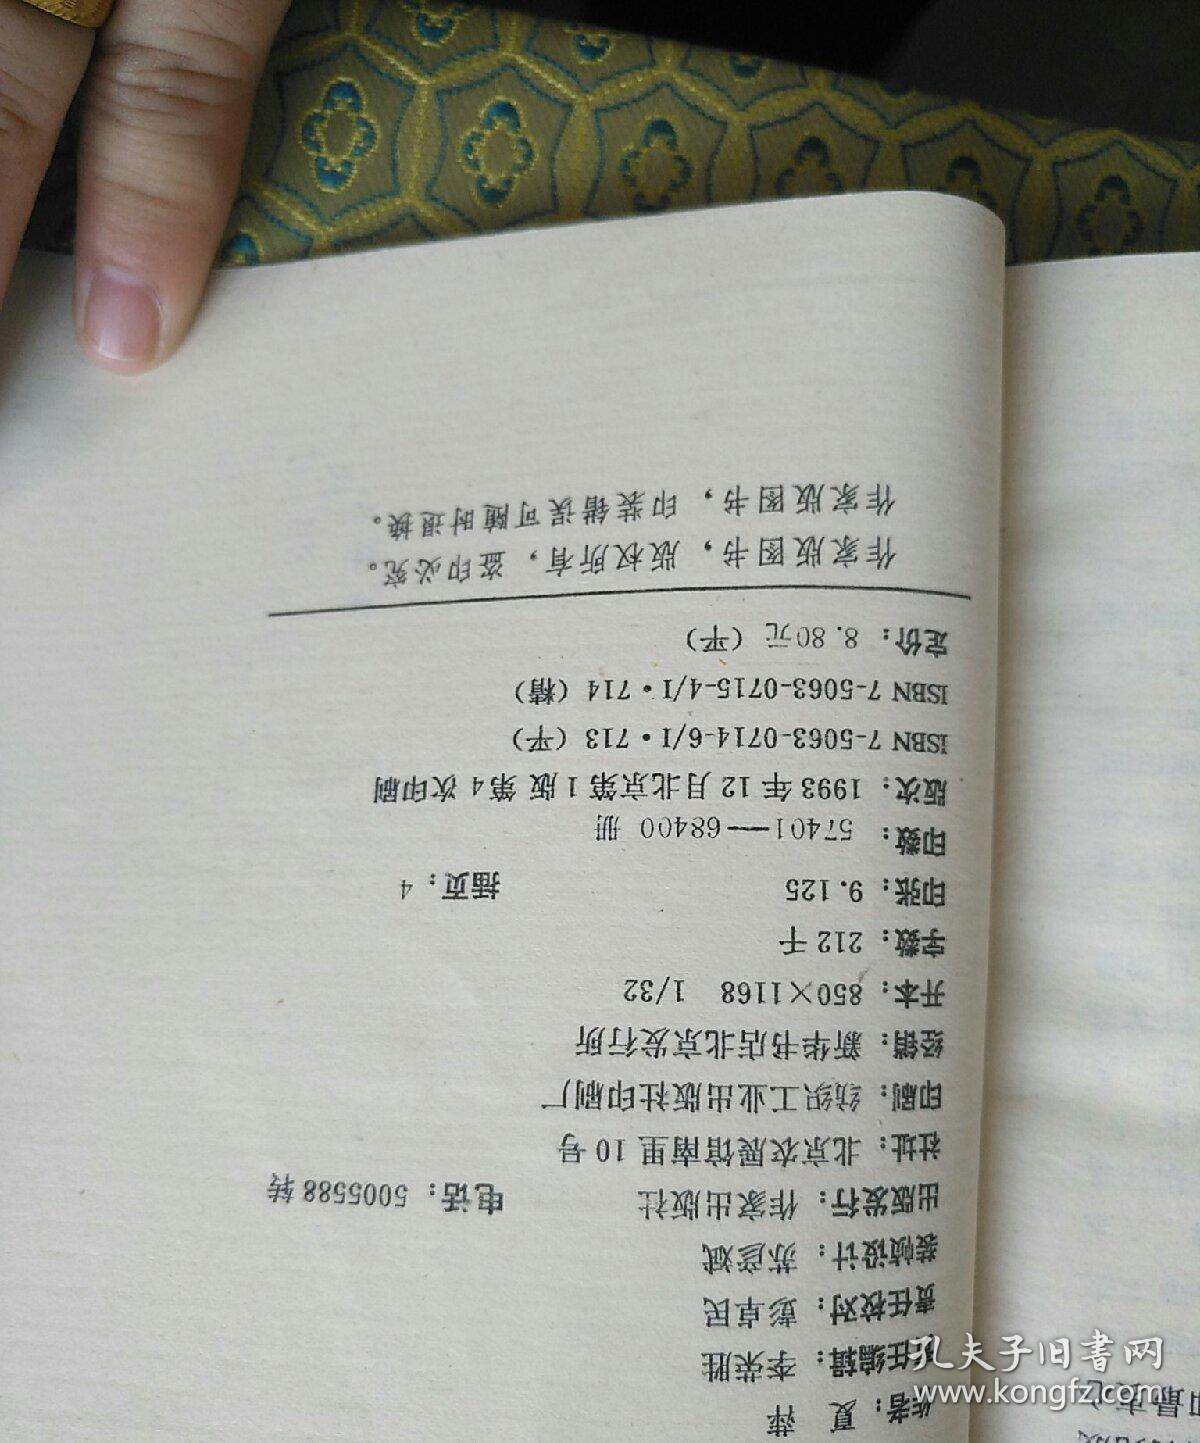 作者：夏　萍
责任编辑：李荣胜
责任校对：彭卓民
装帧设计：苏彦斌
出版发行：作家出版社　电话：5005588转
社址：北京农展馆南里10号
印刷：纺织工业出版社印刷厂
经销：新华书店北京发行所
开本：850×1168　1/32
字数：212千
印张：9.125　插页：4
印数：57401——68400 册
版次：1993年12月北京第1版第4次印刷
ISBN 7-5063-0714-6/I·713（平）
ISBN 7-5063-0715-4/I·714（精）
定价：8.80元（平）
作家版图书，版权所有，盗印必究。
作家版图书，印装错误可随时退换。
孔夫子旧书网
www.kongfz.com